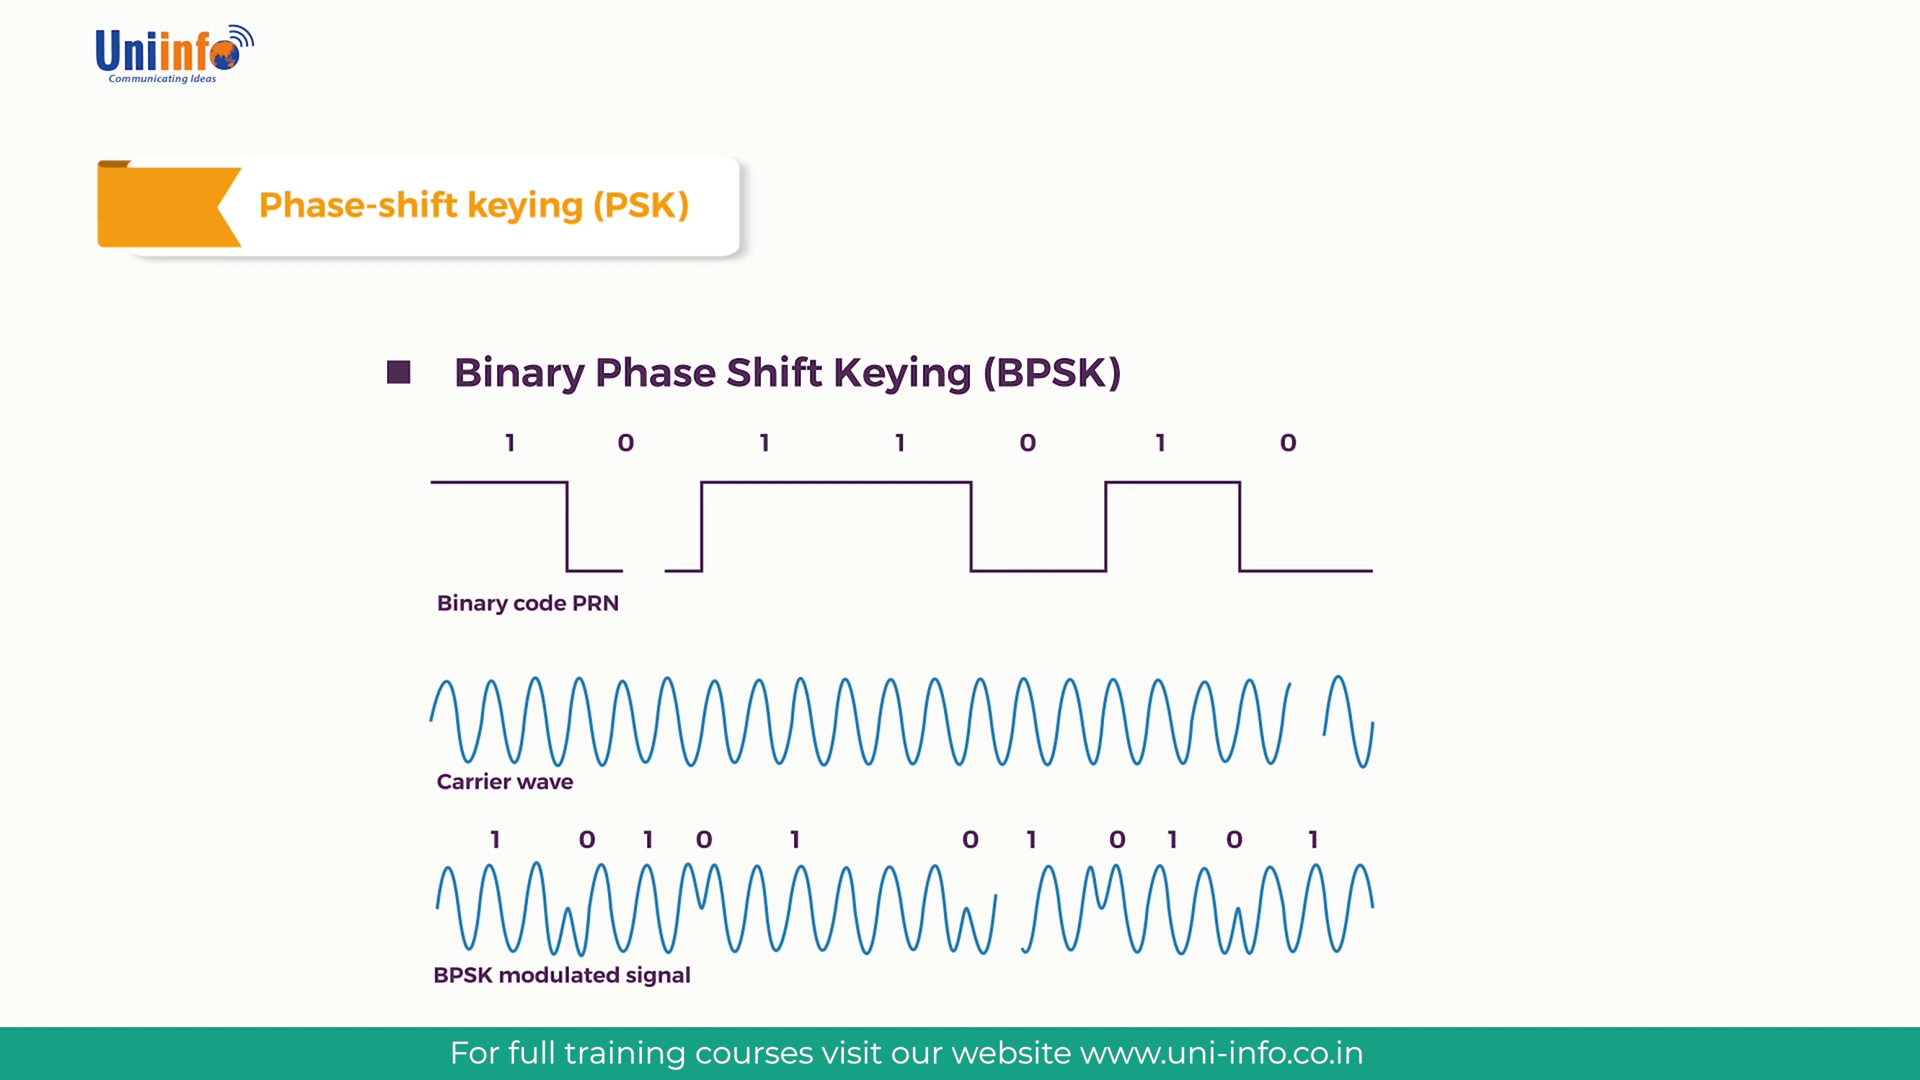 Uniinfo
Communicating Ideas
Phase-shift keying (PSK)
Binary Phase Shift Keying (BPSK)
1 0 1 1 0 1 0
Binary code PRN
Carrier wave
1 0 1 0 1 0 1 0 1 0 1
BPSK modulated signal
For full training courses visit our website www.uni-info.co.in